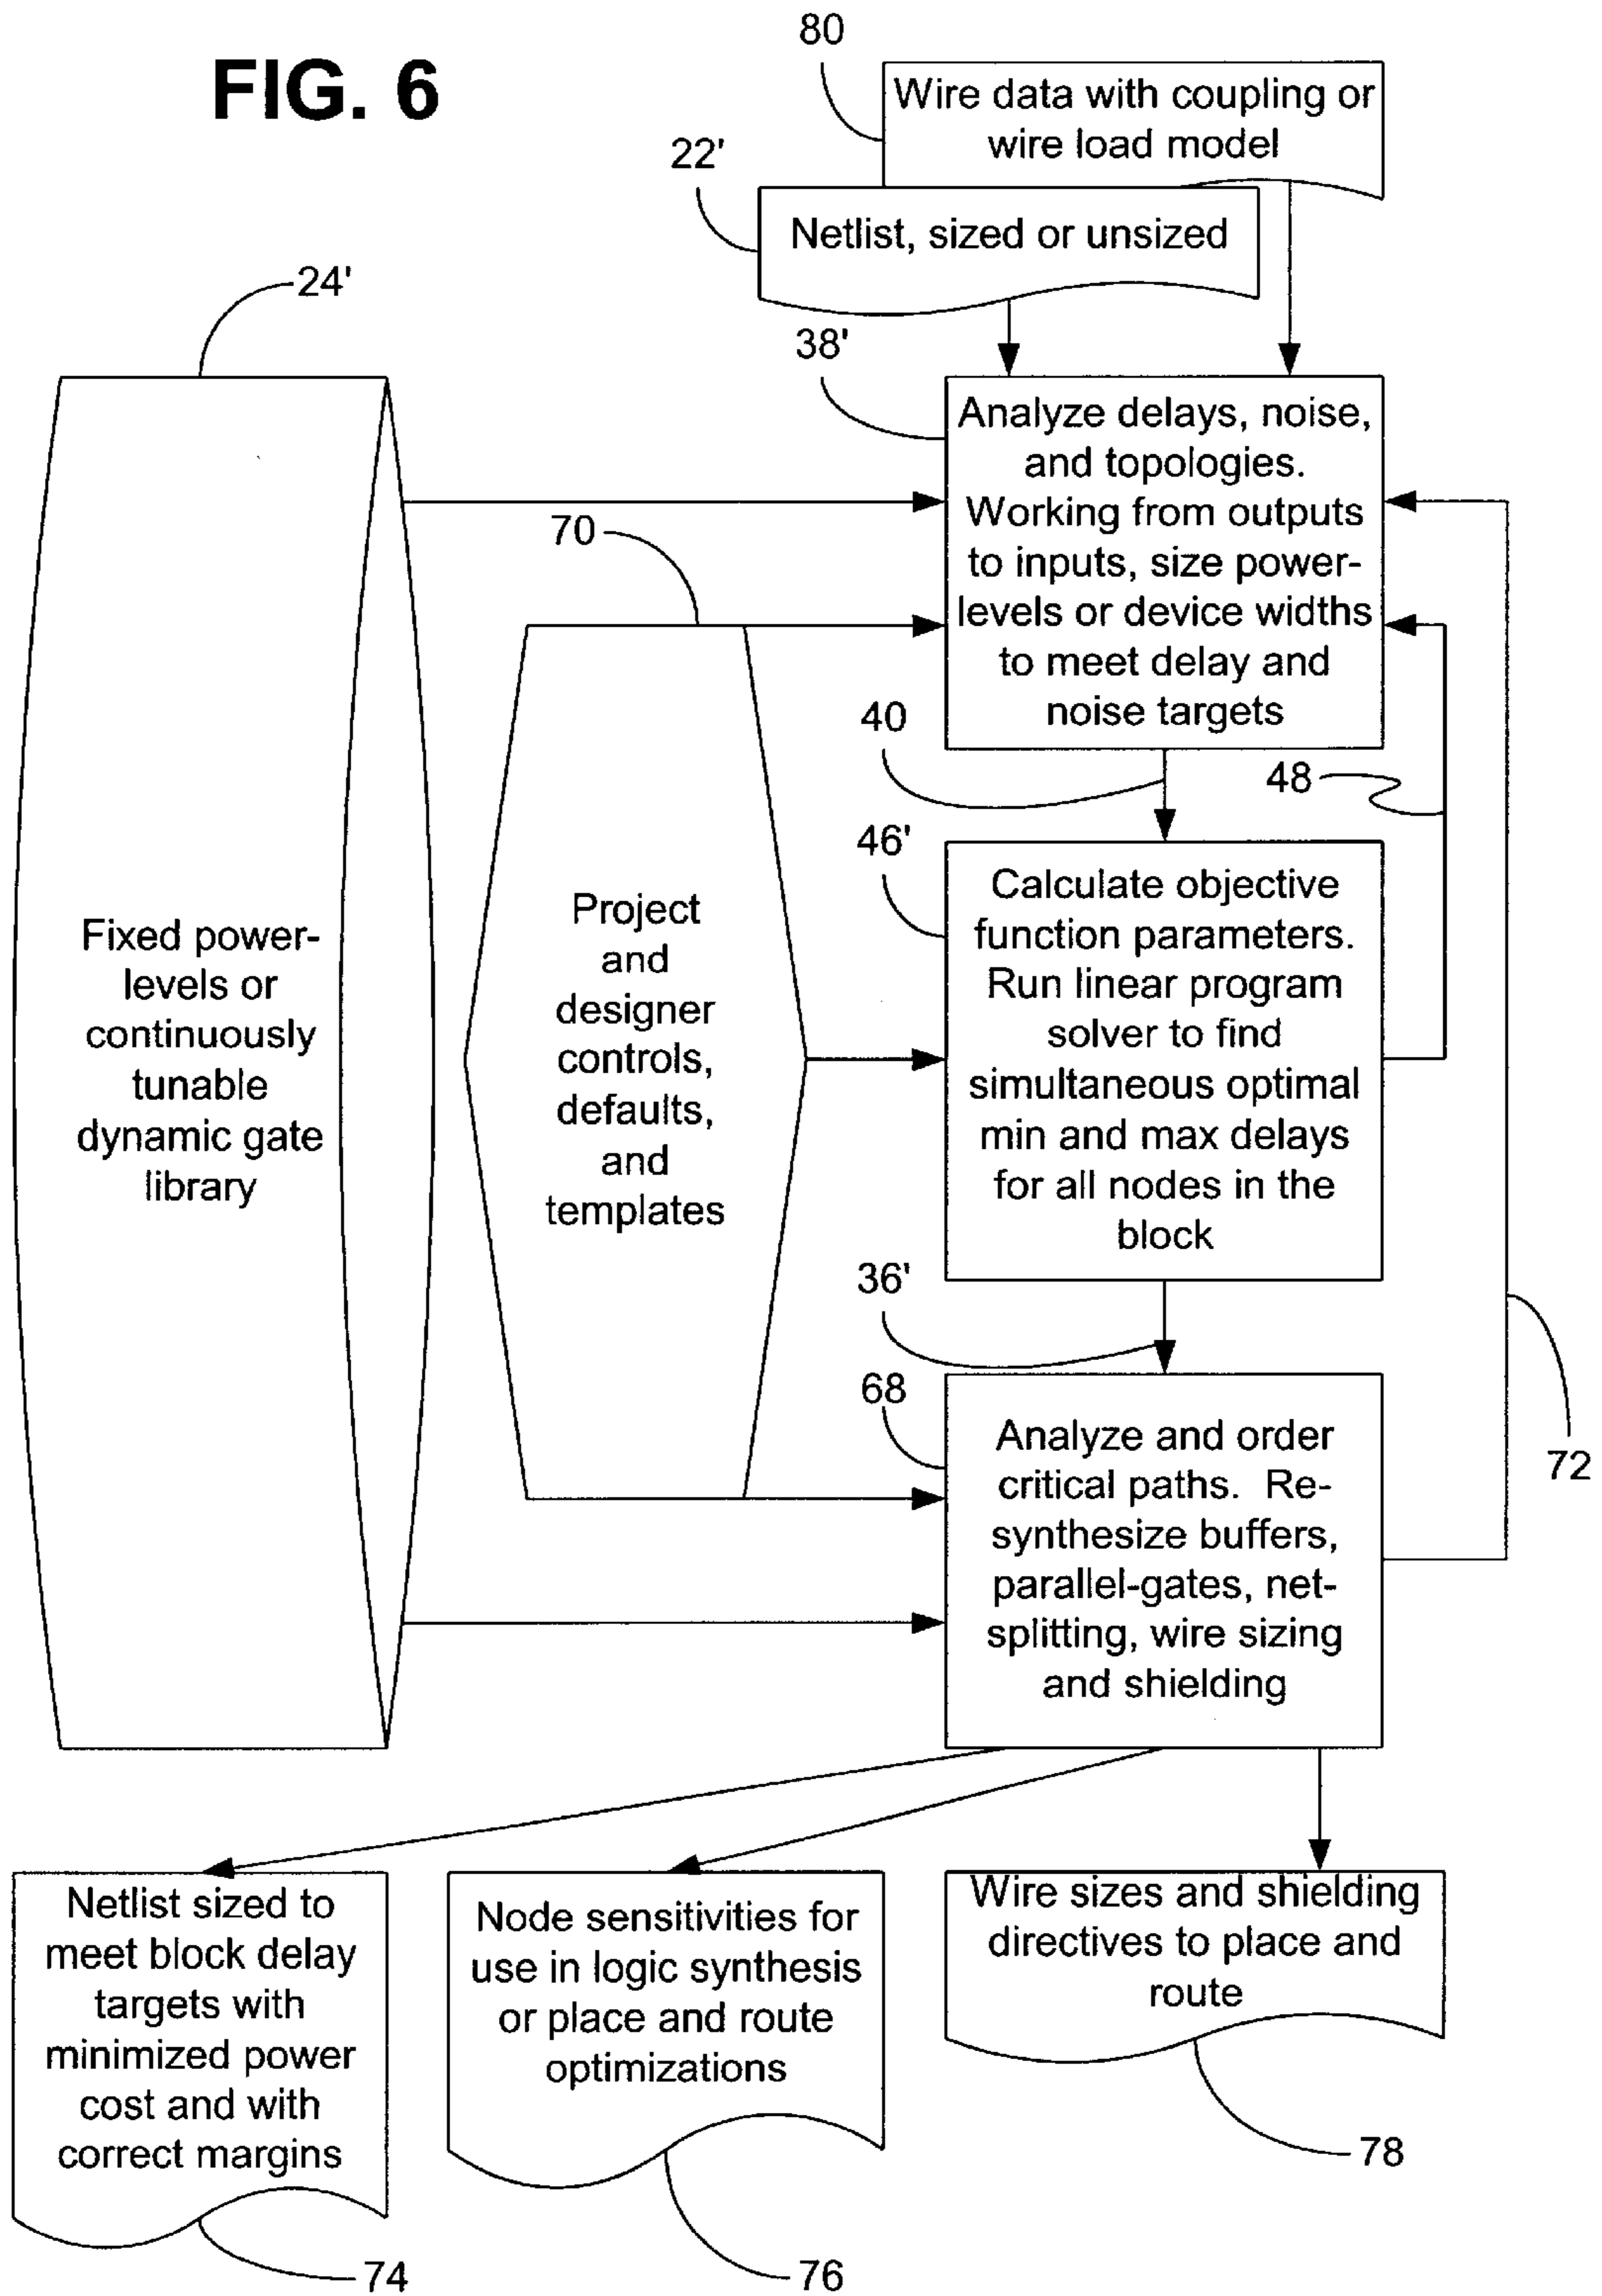 FIG. 6
80
Wire data with coupling or
wire load model
22'
Netlist, sized or unsized
24'
38'
Analyze delays, noise,
and topologies.
Working from outputs
to inputs, size power-
levels or device widths
to meet delay and
noise targets
70
40
48
46'
Calculate objective
function parameters.
Run linear program
solver to find
simultaneous optimal
min and max delays
for all nodes in the
block
Fixed power-
levels or
continuously
tunable
dynamic gate
library
Project
and
designer
controls,
defaults,
and
templates
36'
68
72
Analyze and order
critical paths. Re-
synthesize buffers,
parallel-gates, net-
splitting, wire sizing
and shielding
Netlist sized to
meet block delay
targets with
minimized power
cost and with
correct margins
Node sensitivities for
use in logic synthesis
or place and route
optimizations
Wire sizes and shielding
directives to place and
route
78
74
76